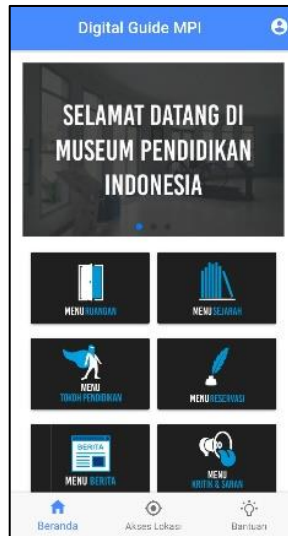 Digital Guide MPI
SELAMAT DATANG DI
MUSEUM PENDIDIKAN
INDONESIA
MENU RUANGAN
MENU SEJARAH
MENU
TOKOH PENDIDIKAN
MENU RESERVASI
BERITA
MENU BERITA
MENU
KRITIK & SARAN
Beranda
Akses Lokasi
Bantuan